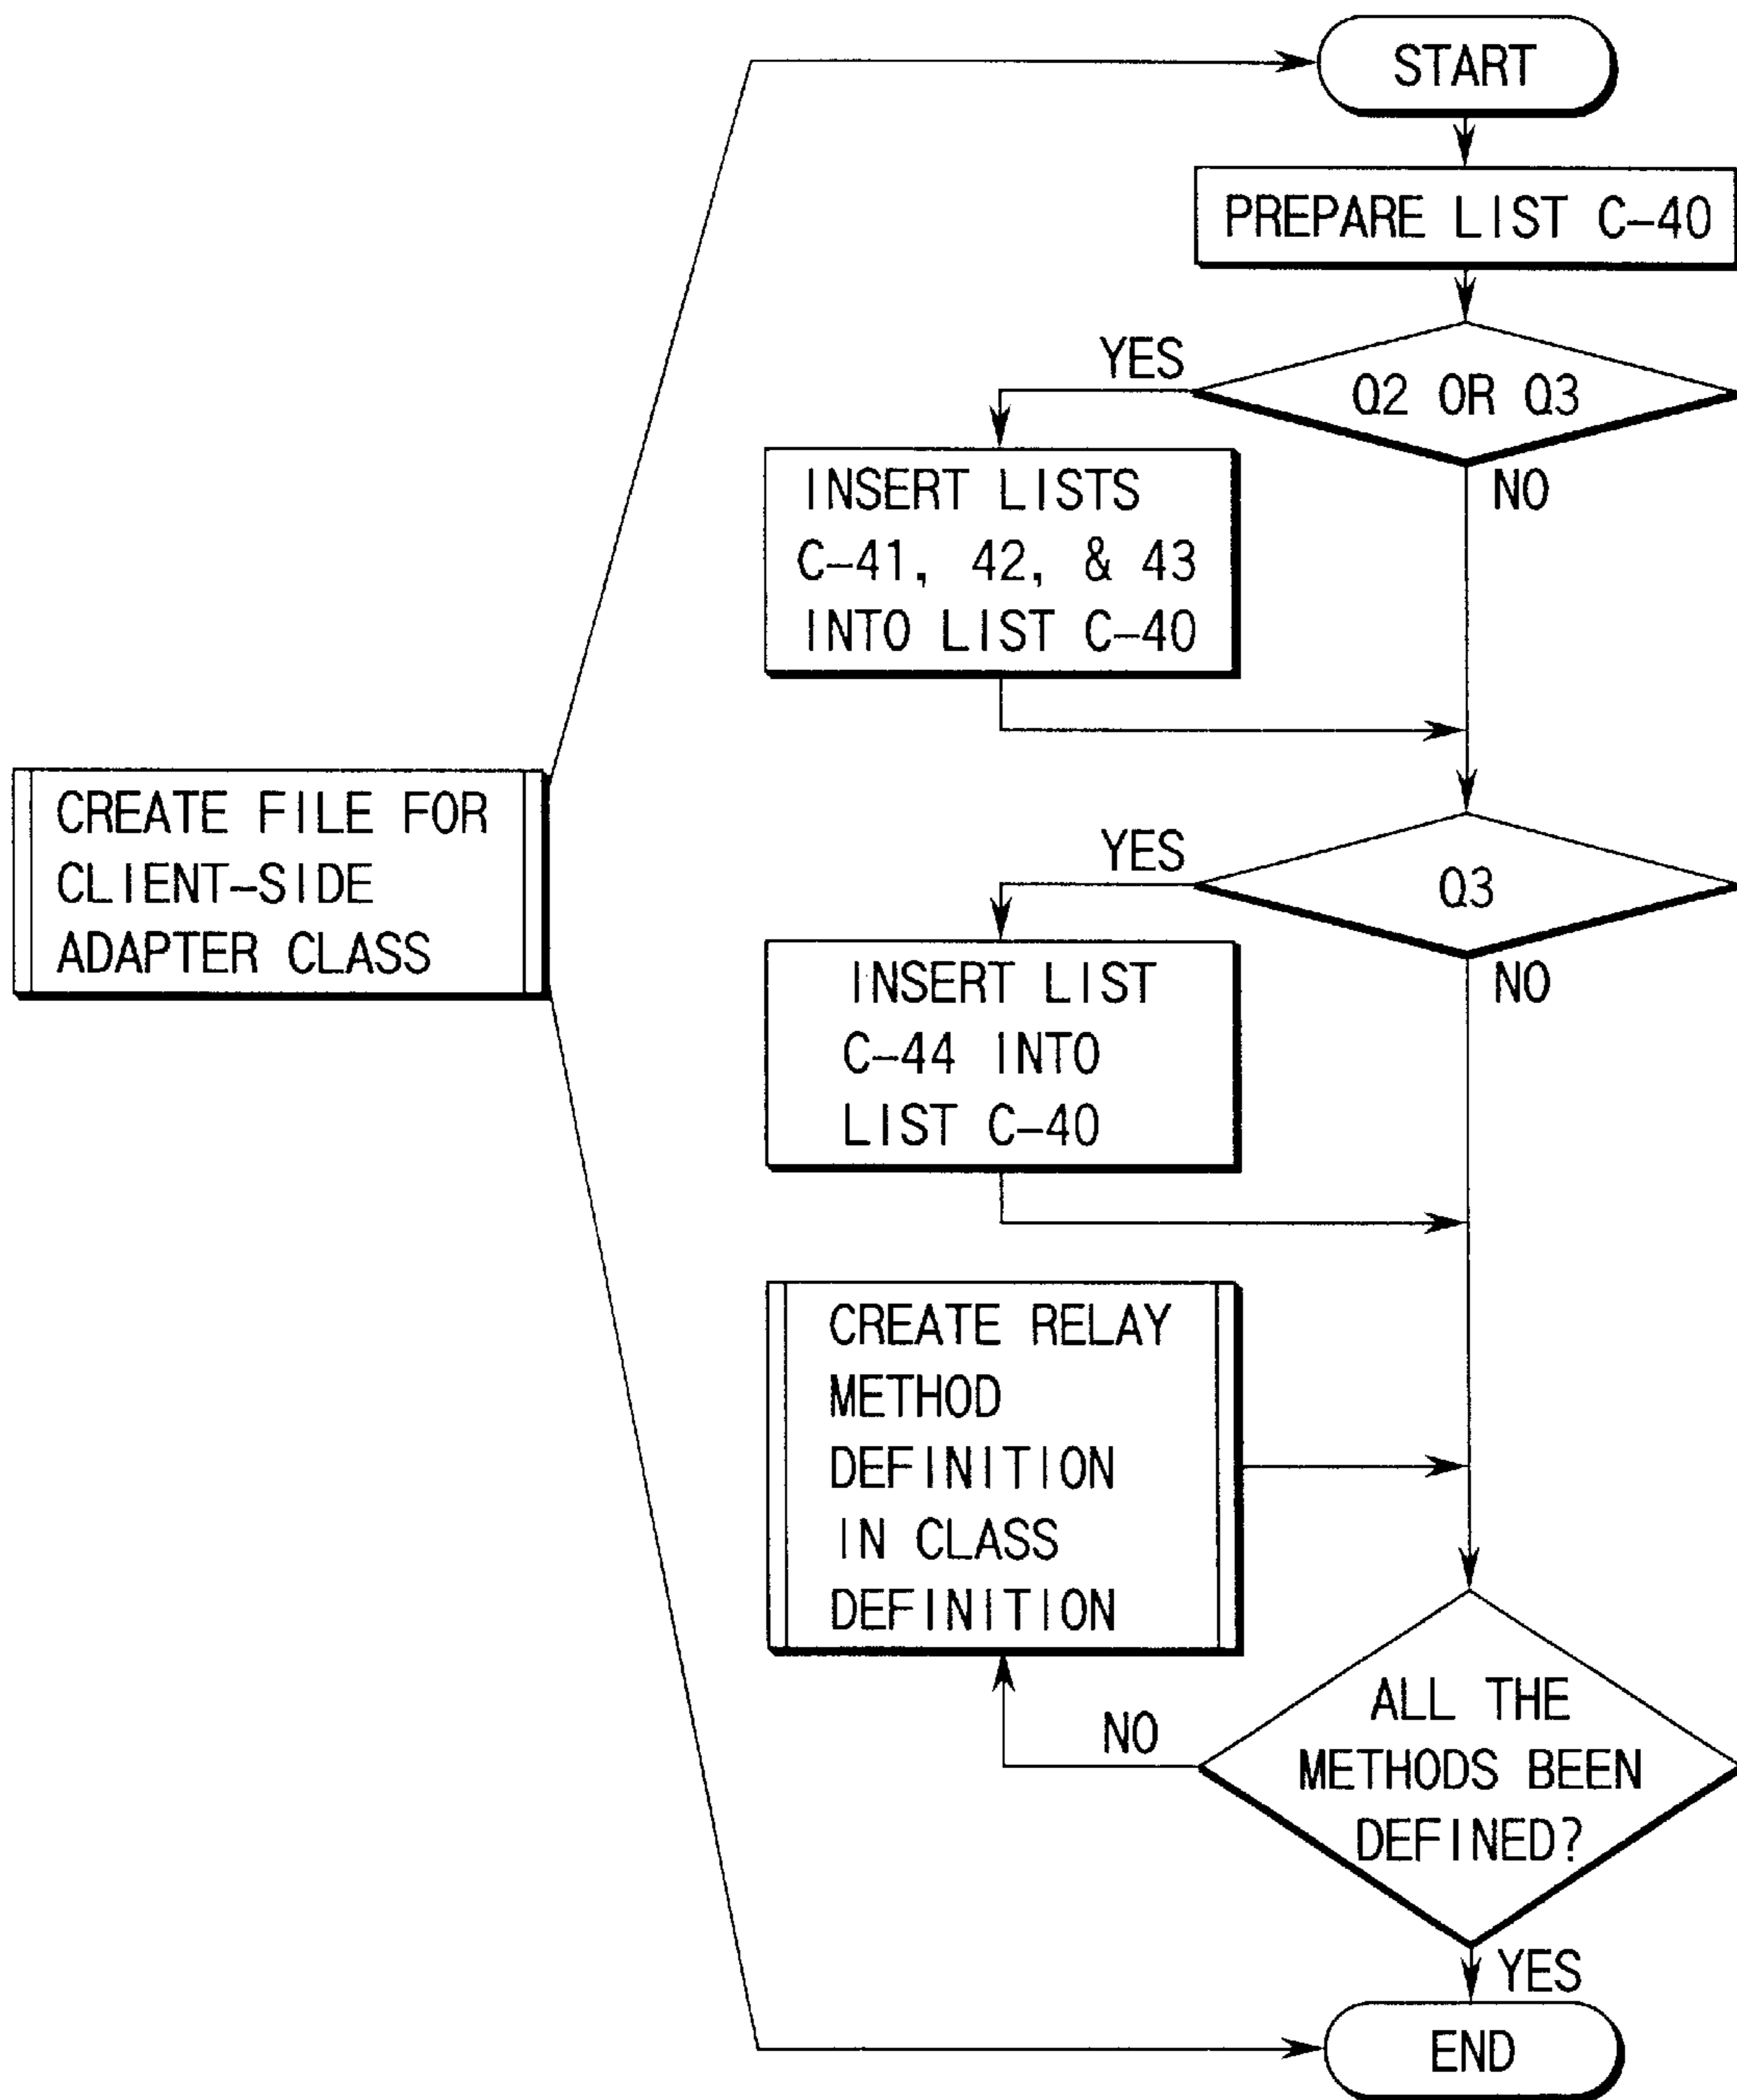 START
PREPARE LIST C-40
YES
Q2 OR Q3
INSERT LISTS
C-41, 42, & 43
INTO LIST C-40
NO
CREATE FILE FOR
CLIENT-SIDE
ADAPTER CLASS
YES
Q3
INSERT LIST
C-44 INTO
LIST C-40
NO
CREATE RELAY
METHOD
DEFINITION
IN CLASS
DEFINITION
NO
ALL THE
METHODS BEEN
DEFINED?
YES
END